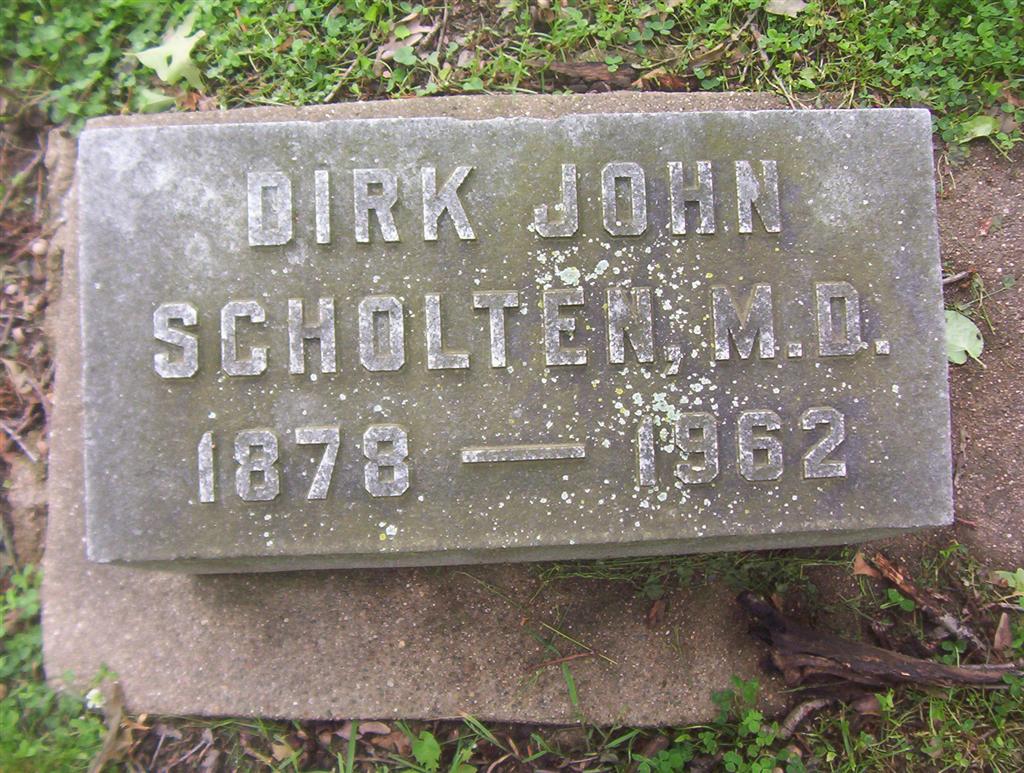 DIRK JOHN
SCHOLTEN, M.D.
1878 — 1962